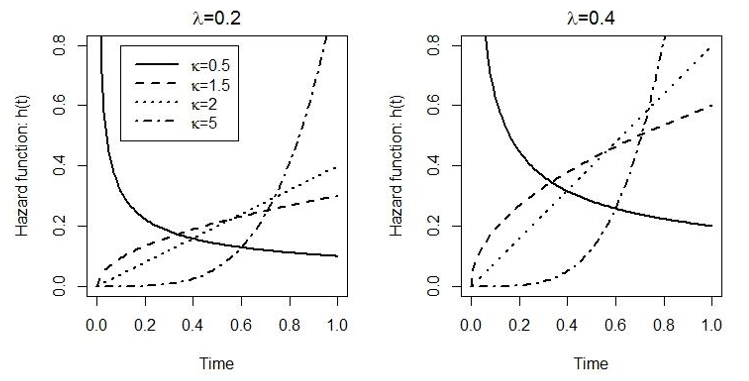 λ=0.2
Hazard function: h(t)
0.8
0.6
0.4
0.2
0.0
κ=0.5
κ=1.5
κ=2
κ=5
0.0 0.2 0.4 0.6 0.8 1.0
Time
λ=0.4
Hazard function: h(t)
0.8
0.6
0.4
0.2
0.0
0.0 0.2 0.4 0.6 0.8 1.0
Time